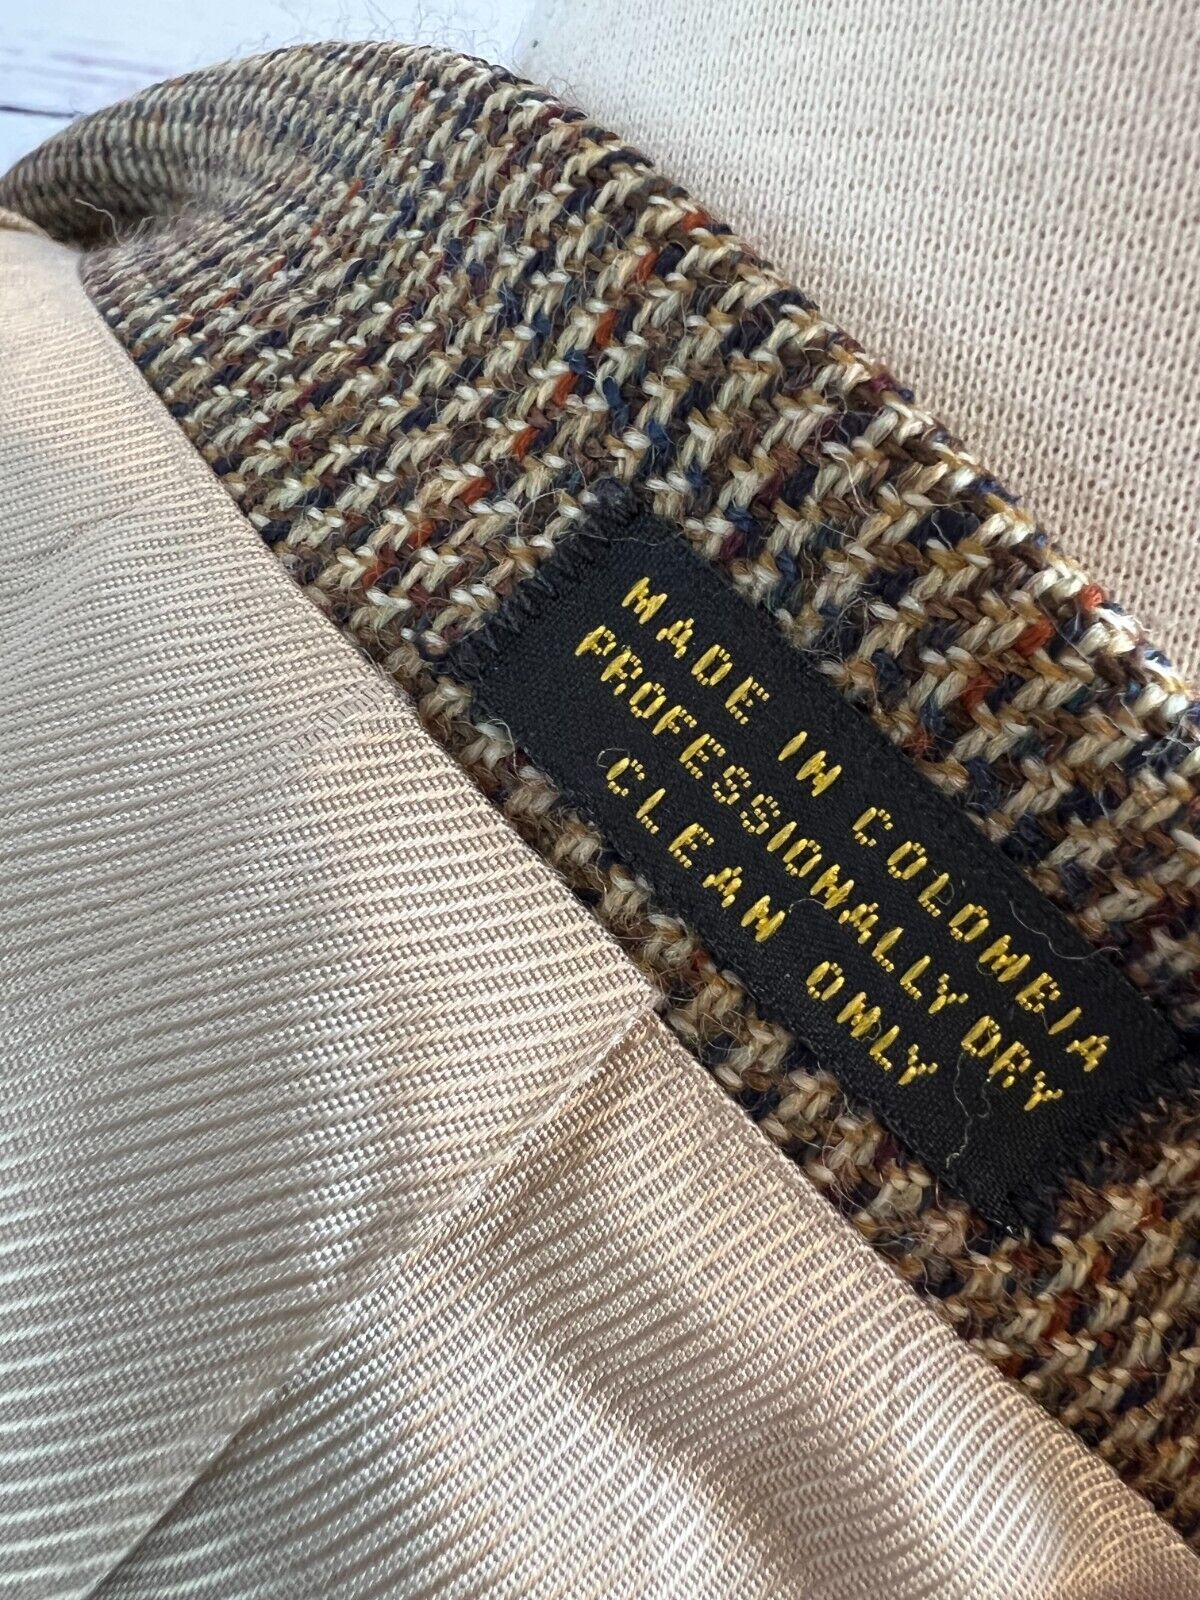 MADE IN COLOMBIA
PROFESSIONALLY DRY
CLEAN ONLY